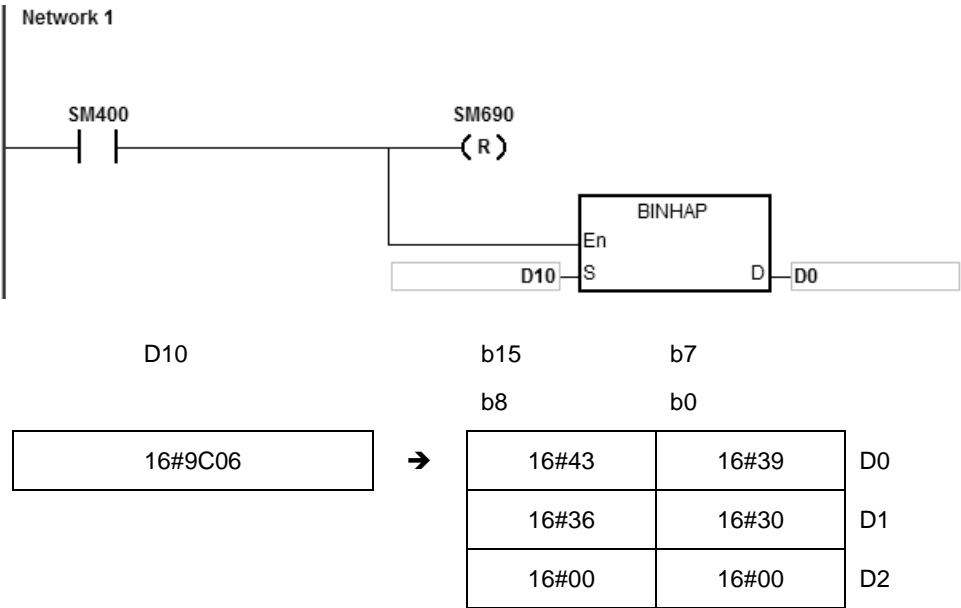 Network 1
SM400 SM690
( R )
BINHAP
En
D10 S D D0
D10 b15 b7
b8 b0
16#9C06 ➔ 16#43 16#39 D0
16#36 16#30 D1
16#00 16#00 D2